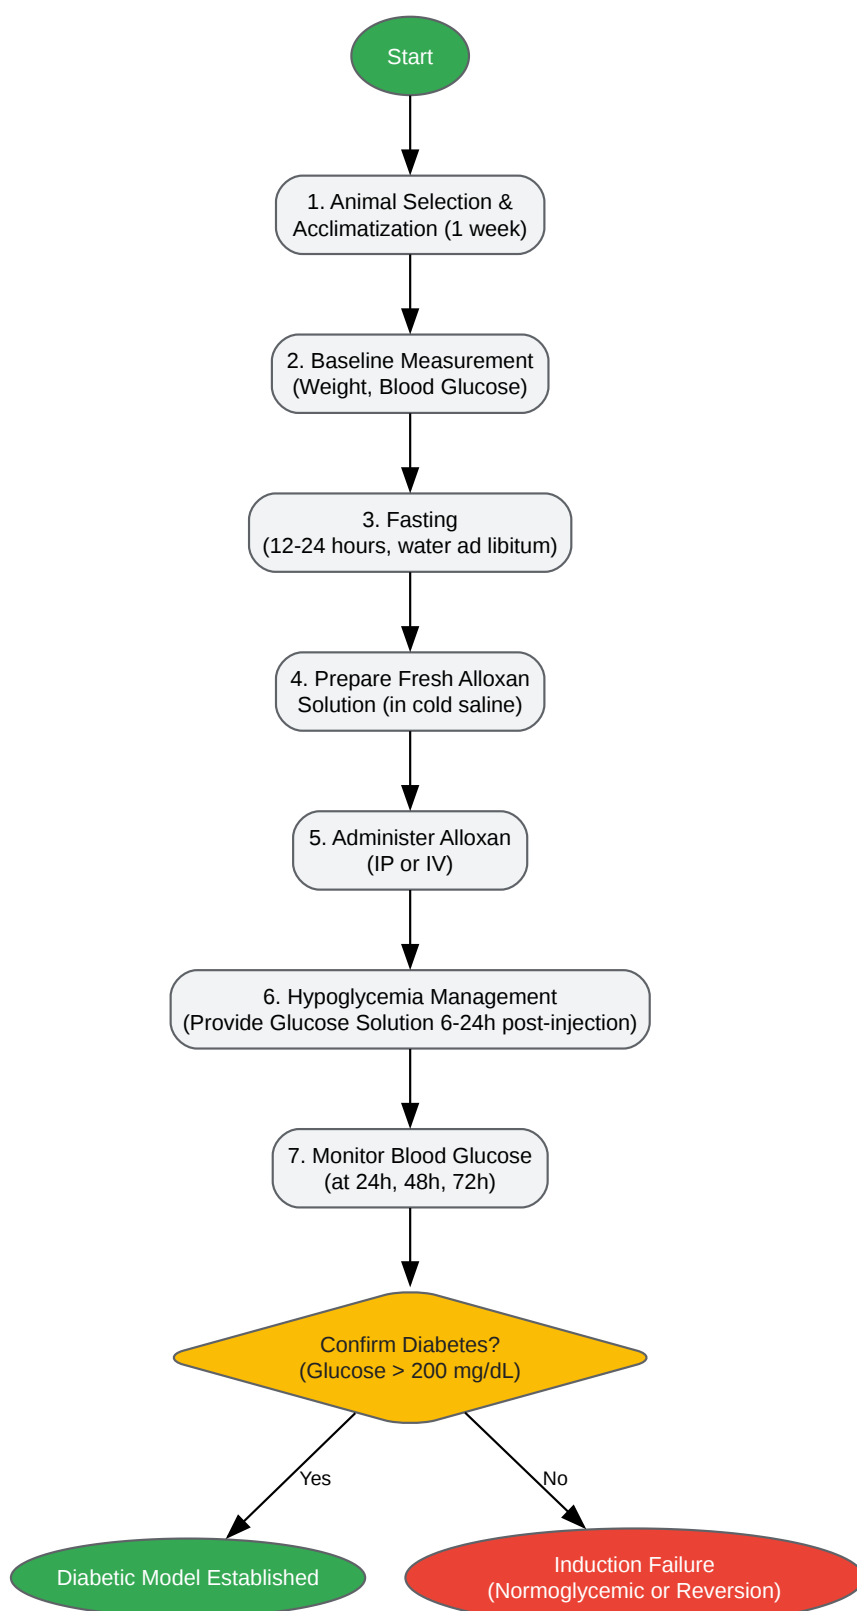 Start
1. Animal Selection &
Acclimatization (1 week)
2. Baseline Measurement
(Weight, Blood Glucose)
3. Fasting
(12-24 hours, water ad libitum)
4. Prepare Fresh Alloxan
Solution (in cold saline)
5. Administer Alloxan
(IP or IV)
6. Hypoglycemia Management
(Provide Glucose Solution 6-24h post-injection)
7. Monitor Blood Glucose
(at 24h, 48h, 72h)
Confirm Diabetes?
(Glucose > 200 mg/dL)
Yes
No
Diabetic Model Established
Induction Failure
(Normoglycemic or Reversion)